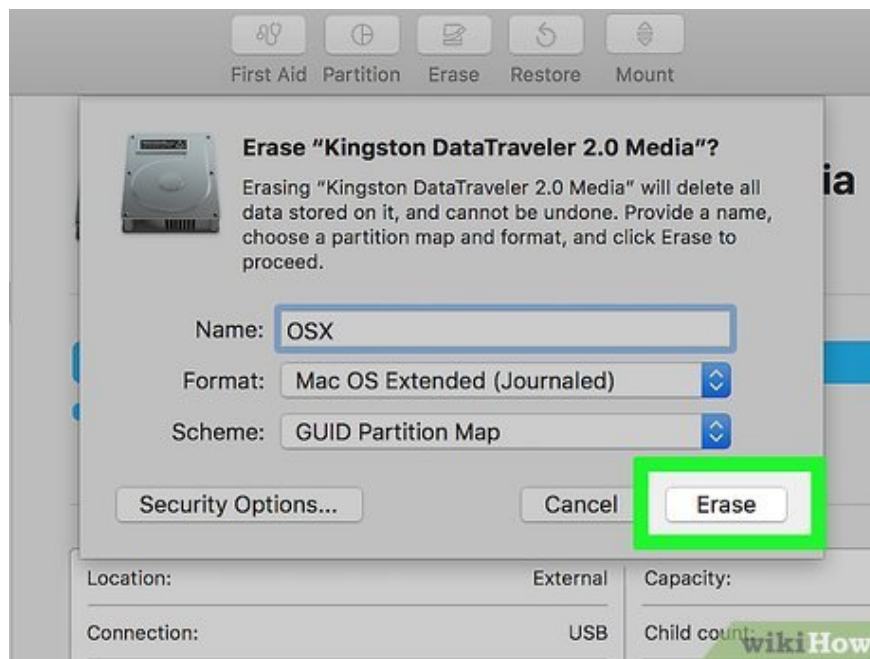 First Aid Partition Erase Restore Mount
Erase “Kingston DataTraveler 2.0 Media”?
ia
Erasing “Kingston DataTraveler 2.0 Media” will delete all
data stored on it, and cannot be undone. Provide a name,
choose a partition map and format, and click Erase to
proceed.
Name: OSX
Format: Mac OS Extended (Journaled)
Scheme: GUID Partition Map
Security Options... Cancel Erase
Location: External Capacity:
Connection: USB Child count:
wikiHow